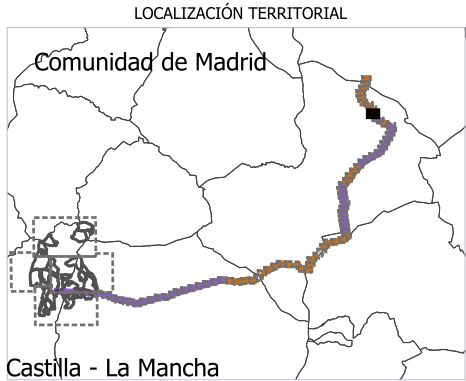 LOCALIZACIÓN TERRITORIAL
Comunidad de Madrid
Castilla - La Mancha